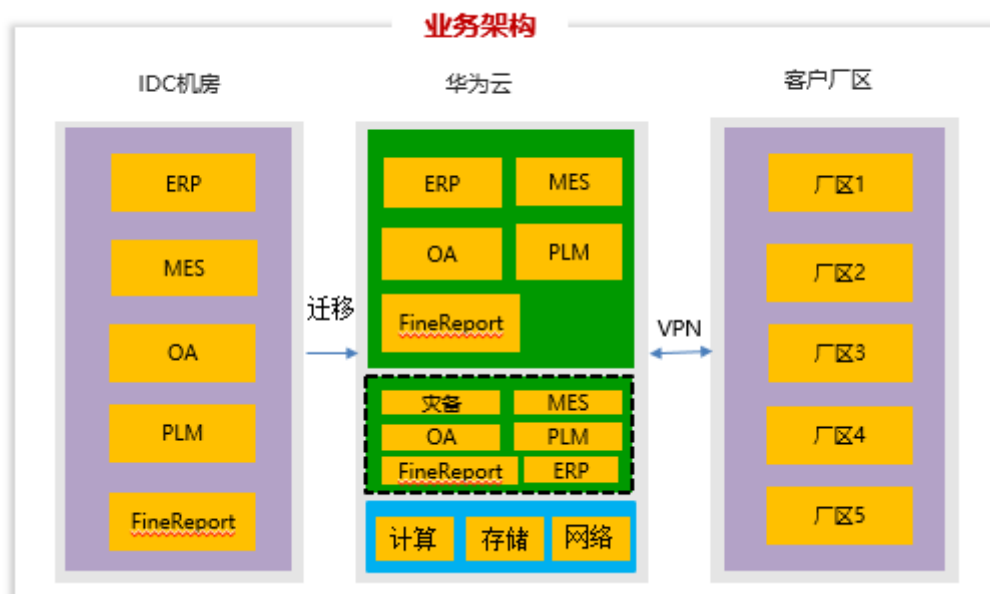 业务架构
IDC机房
华为云
客户厂区
ERP
MES
OA
PLM
FineReport
迁移
ERP
MES
OA
PLM
FineReport
灾备
MES
OA
PLM
FineReport
ERP
计算
存储
网络
VPN
厂区1
厂区2
厂区3
厂区4
厂区5